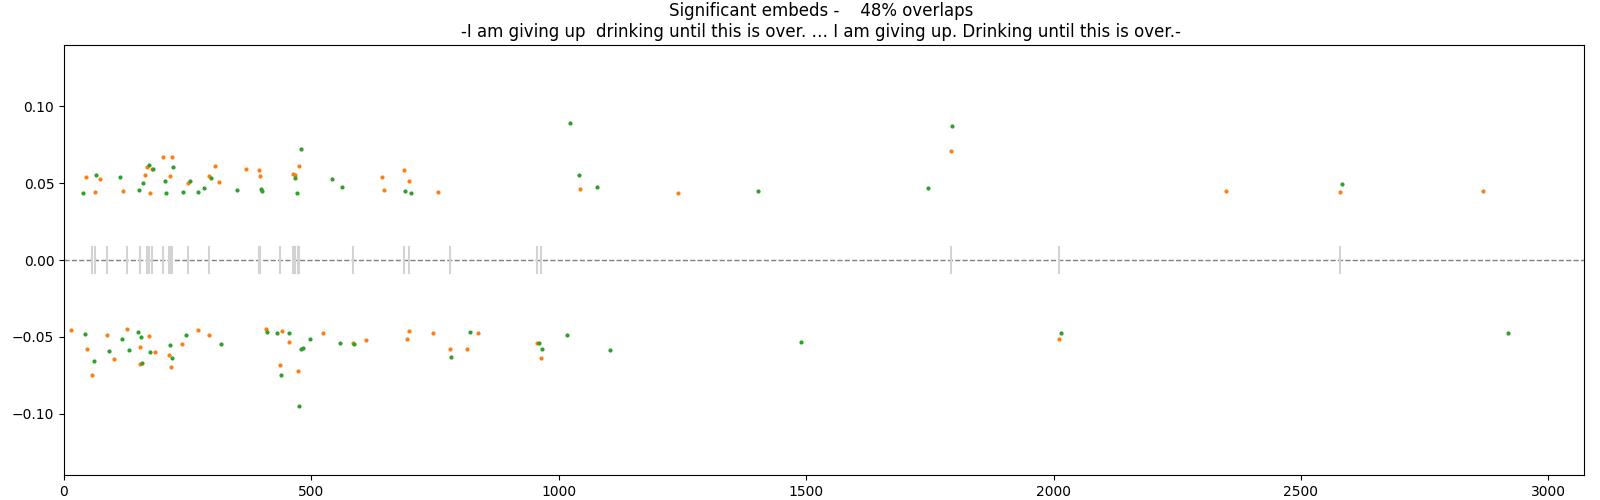 Significant embeds -    48% overlaps
-I am giving up  drinking until this is over. ... I am giving up. Drinking until this is over.-
0.10
0.05
0.00
−0.05
−0.10
0 500 1000 1500 2000 2500 3000